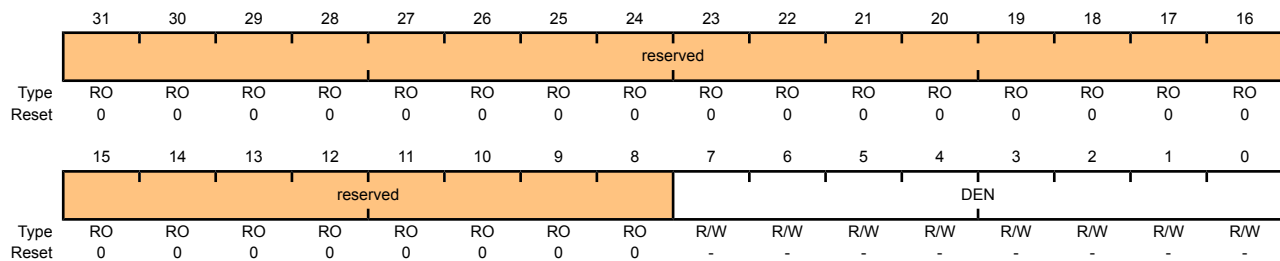 31 30 29 28 27 26 25 24 23 22 21 20 19 18 17 16
reserved
Type RO RO RO RO RO RO RO RO RO RO RO RO RO RO RO RO
Reset 0 0 0 0 0 0 0 0 0 0 0 0 0 0 0 0
15 14 13 12 11 10 9 8 7 6 5 4 3 2 1 0
reserved DEN
Type RO RO RO RO RO RO RO RO R/W R/W R/W R/W R/W R/W R/W R/W
Reset 0 0 0 0 0 0 0 0 - - - - - - - -